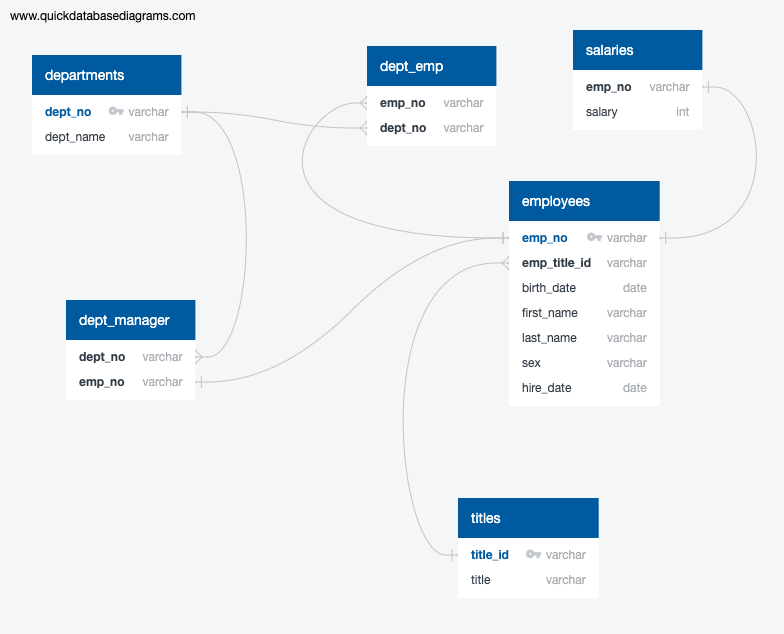 www.quickdatabasediagrams.com
departments
dept_no varchar
dept_name varchar
dept_emp
emp_no varchar
dept_no varchar
salaries
emp_no varchar
salary int
employees
emp_no varchar
emp_title_id varchar
birth_date date
first_name varchar
last_name varchar
sex varchar
hire_date date
dept_manager
dept_no varchar
emp_no varchar
titles
title_id varchar
title varchar